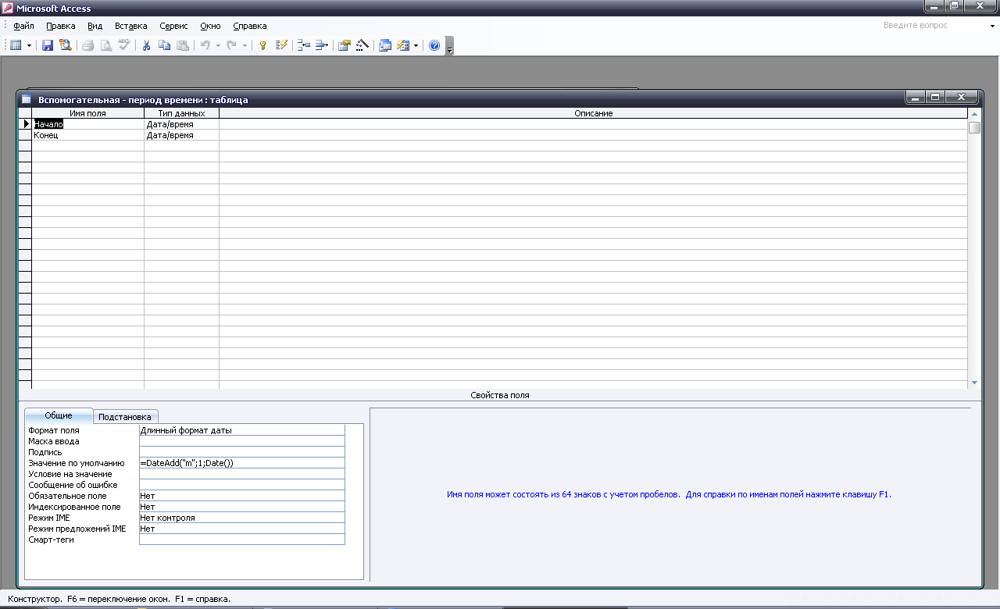 Microsoft Access
Файл Правка Вид Вставка Сервис Окно Справка Введите вопрос
Вспомогательная - период времени : таблица
Имя поля Тип данных Описание
Начало Дата/время
Конец Дата/время
Свойства поля
Общие Подстановка
Формат поля Длинный формат даты
Маска ввода
Подпись
Значение по умолчанию =DateAdd("m";1;Date())
Условие на значение
Сообщение об ошибке
Обязательное поле Нет
Индексированное поле Нет
Режим IME Нет контроля
Режим предложений IME Нет
Смарт-теги
Имя поля может состоять из 64 знаков с учетом пробелов. Для справки по именам полей нажмите клавишу F1.
Конструктор. F6 = переключение окон. F1 = справка.